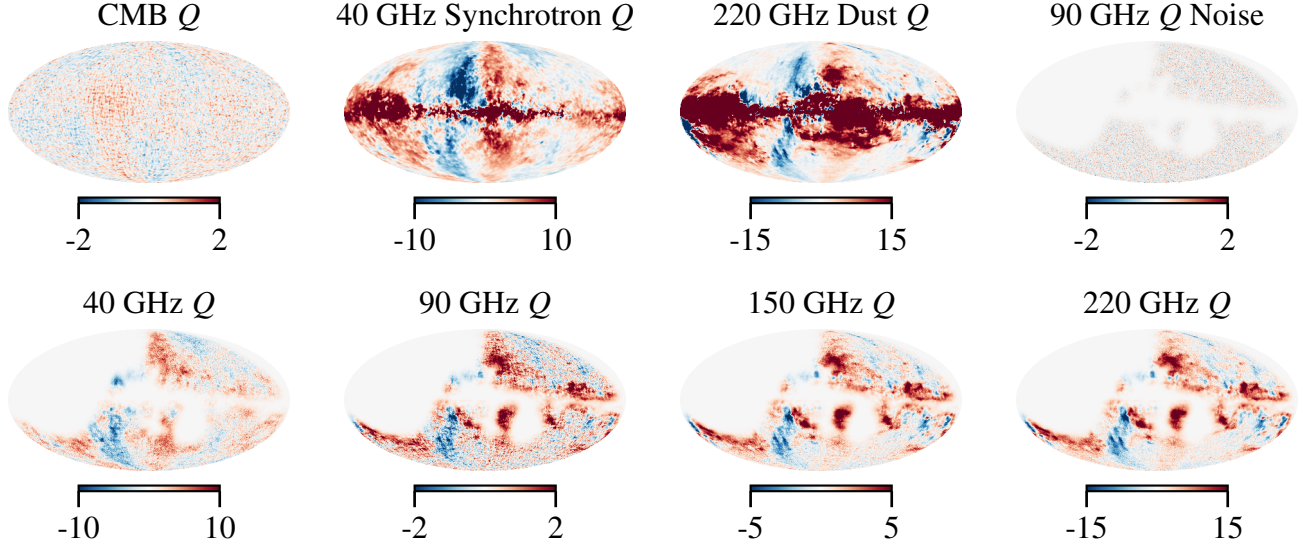 CMB Q
40 GHz Synchrotron Q
220 GHz Dust Q
90 GHz Q Noise
-2 2
-10 10
-15 15
-2 2
40 GHz Q
90 GHz Q
150 GHz Q
220 GHz Q
-10 10
-2 2
-5 5
-15 15